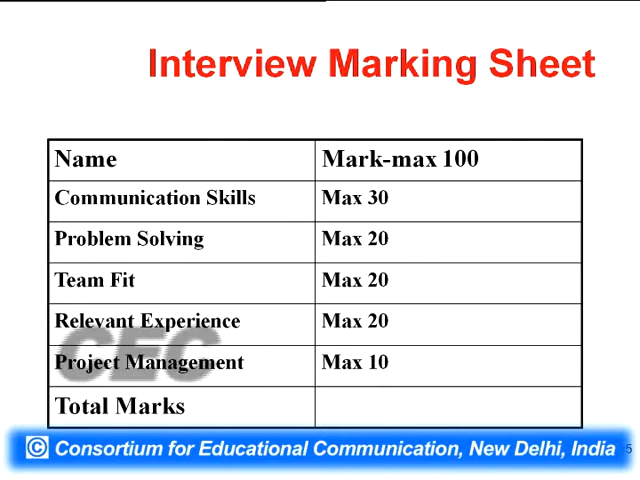 Interview Marking Sheet
Name Mark-max 100
Communication Skills Max 30
Problem Solving Max 20
Team Fit Max 20
Relevant Experience Max 20
Project Management Max 10
Total Marks
CEC
© Consortium for Educational Communication, New Delhi, India 5